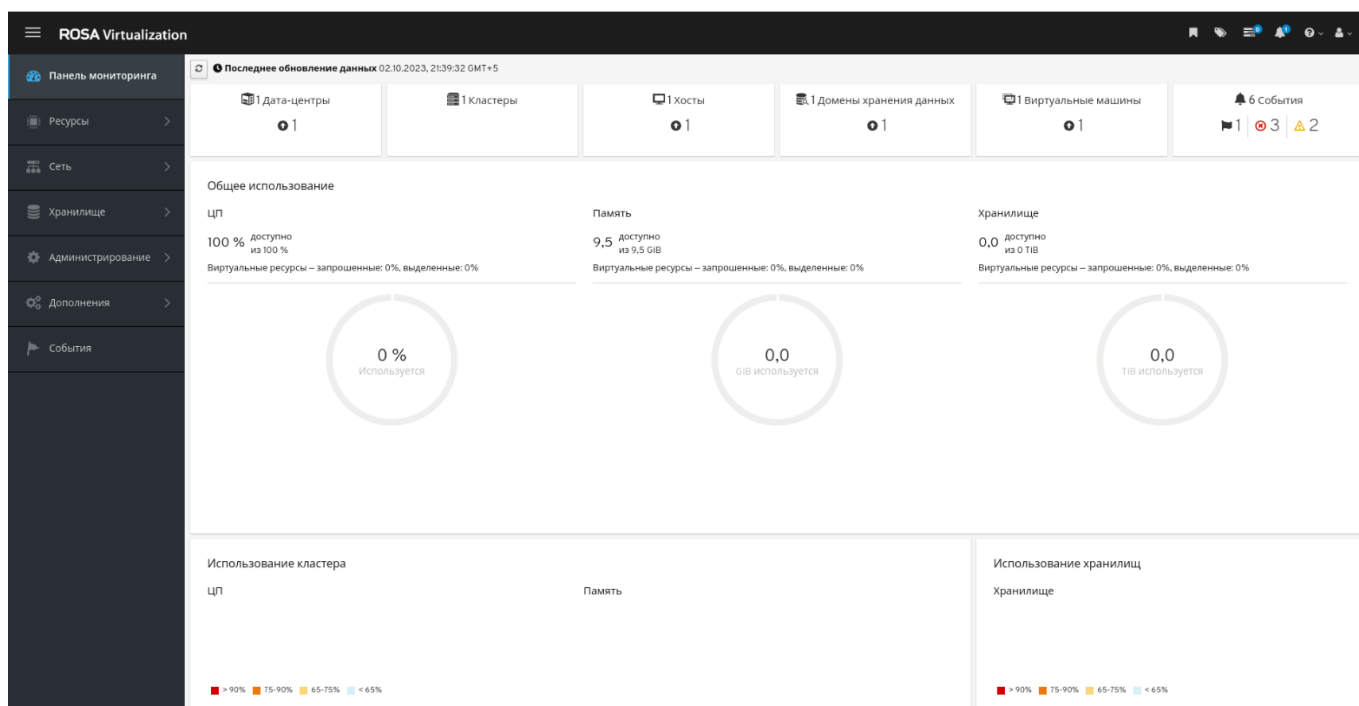 ROSA Virtualization
Панель мониторинга
Ресурсы
Сеть
Хранилище
Администрирование
Дополнения
События
Последнее обновление данных 02.10.2023, 21:39:32 GMT+5
1 Дата-центры
1
1 Кластеры
1 Хосты
1
1 Домены хранения данных
1
1 Виртуальные машины
1
6 События
1 3 2
Общее использование
ЦП
100 % доступно
из 100 %
Виртуальные ресурсы – запрошенные: 0%, выделенные: 0%
0 %
Используется
Память
9,5 доступно
из 9,5 GiB
Виртуальные ресурсы – запрошенные: 0%, выделенные: 0%
0,0
GiB используется
Хранилище
0,0 доступно
из 0 TiB
Виртуальные ресурсы – запрошенные: 0%, выделенные: 0%
0,0
TiB используется
Использование кластера
ЦП
Память
> 90% 75-90% 65-75% < 65%
Использование хранилищ
Хранилище
> 90% 75-90% 65-75% < 65%